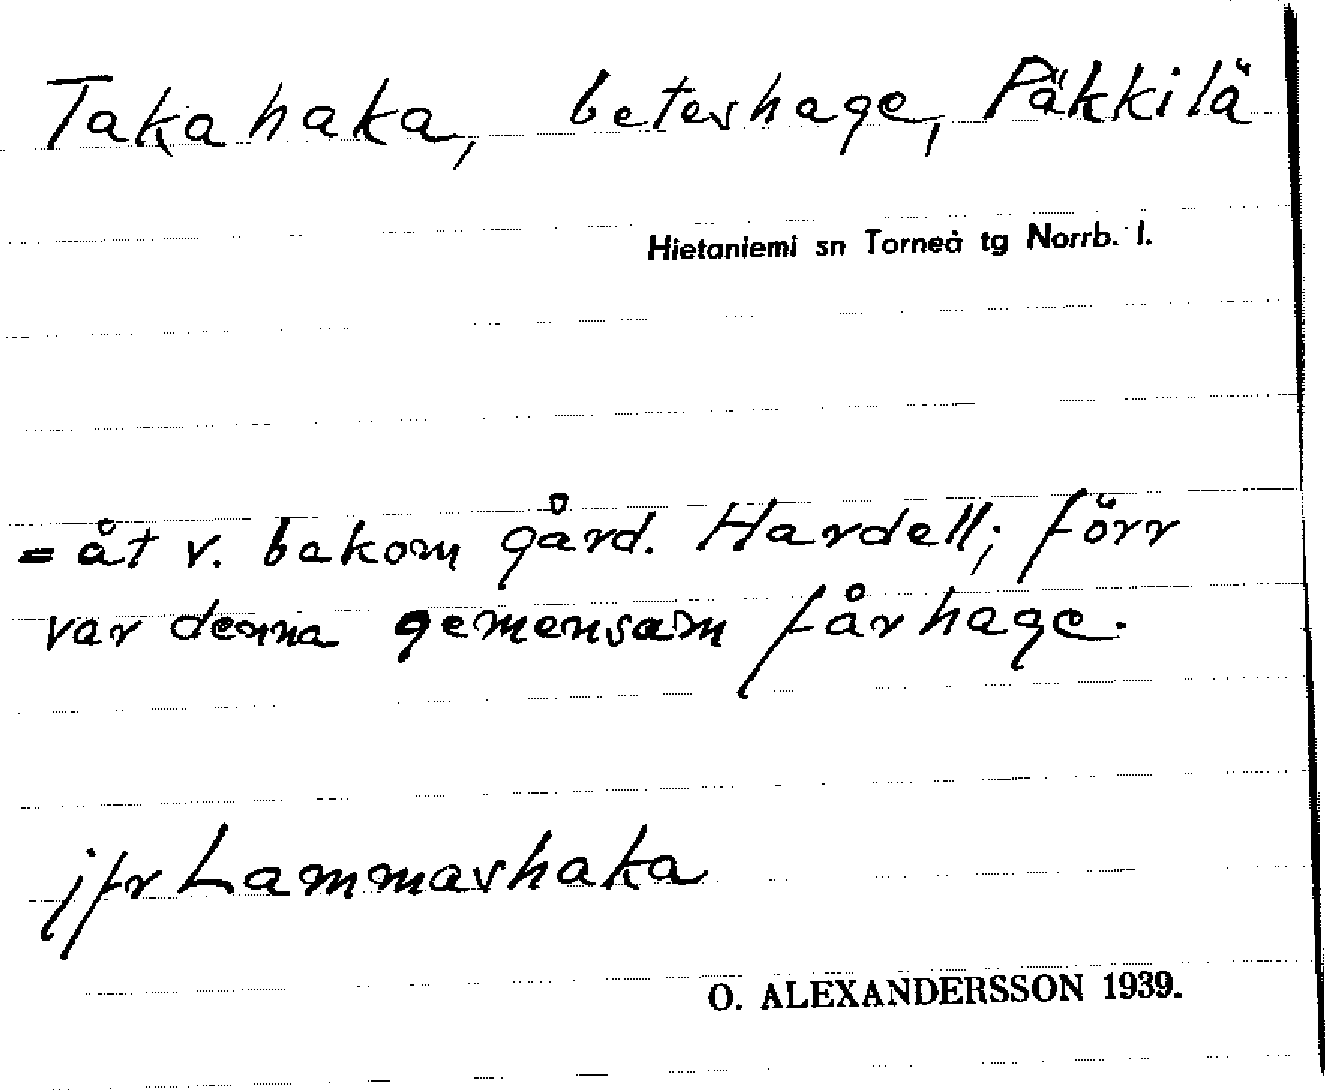 Takahaka, beteshage, Päkkilä
Hietaniemi sn Torneå tg Norrb. l.
= åt v. bakom gård. Hardell; förr
var denna gemensam fårhage.
jfr Lammashaka
O. ALEXANDERSSON 1939.